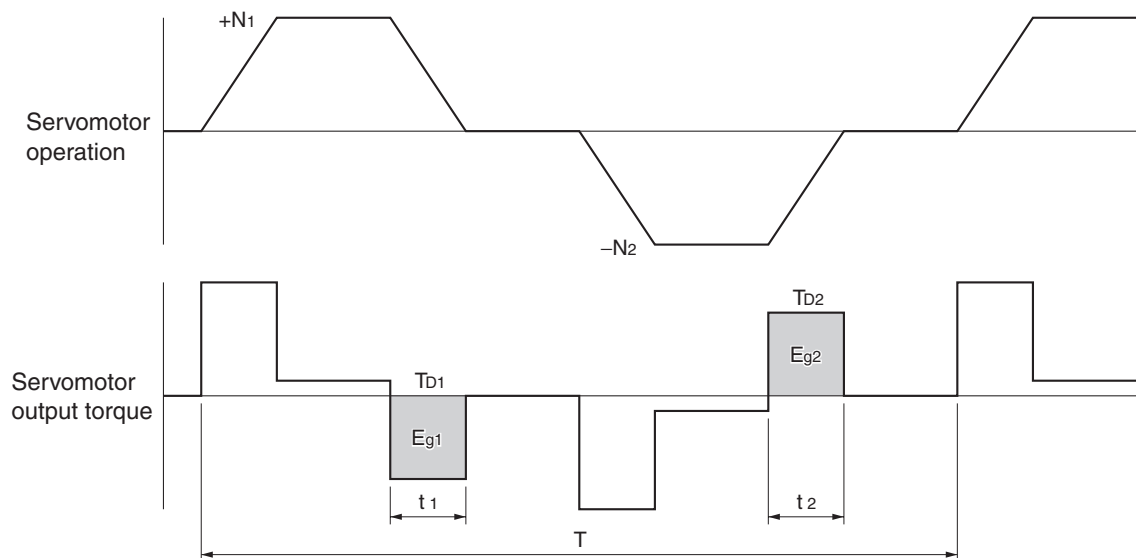 +N1
Servomotor
operation
–N2
TD2
Eg2
Servomotor
output torque
TD1
Eg1
t1
t2
T